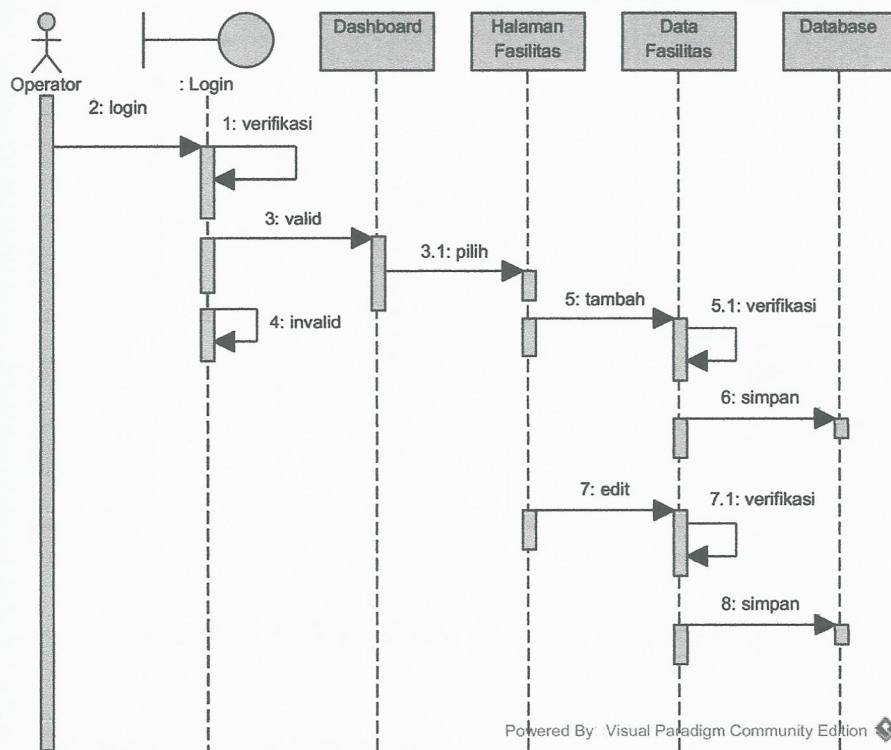 Dashboard
Halaman
Fasilitas
Data
Fasilitas
Database
Operator
: Login
2: login
1: verifikasi
3: valid
3.1: pilih
4: invalid
5: tambah
5.1: verifikasi
6: simpan
7: edit
7.1: verifikasi
8: simpan
Powered By Visual Paradigm Community Edition